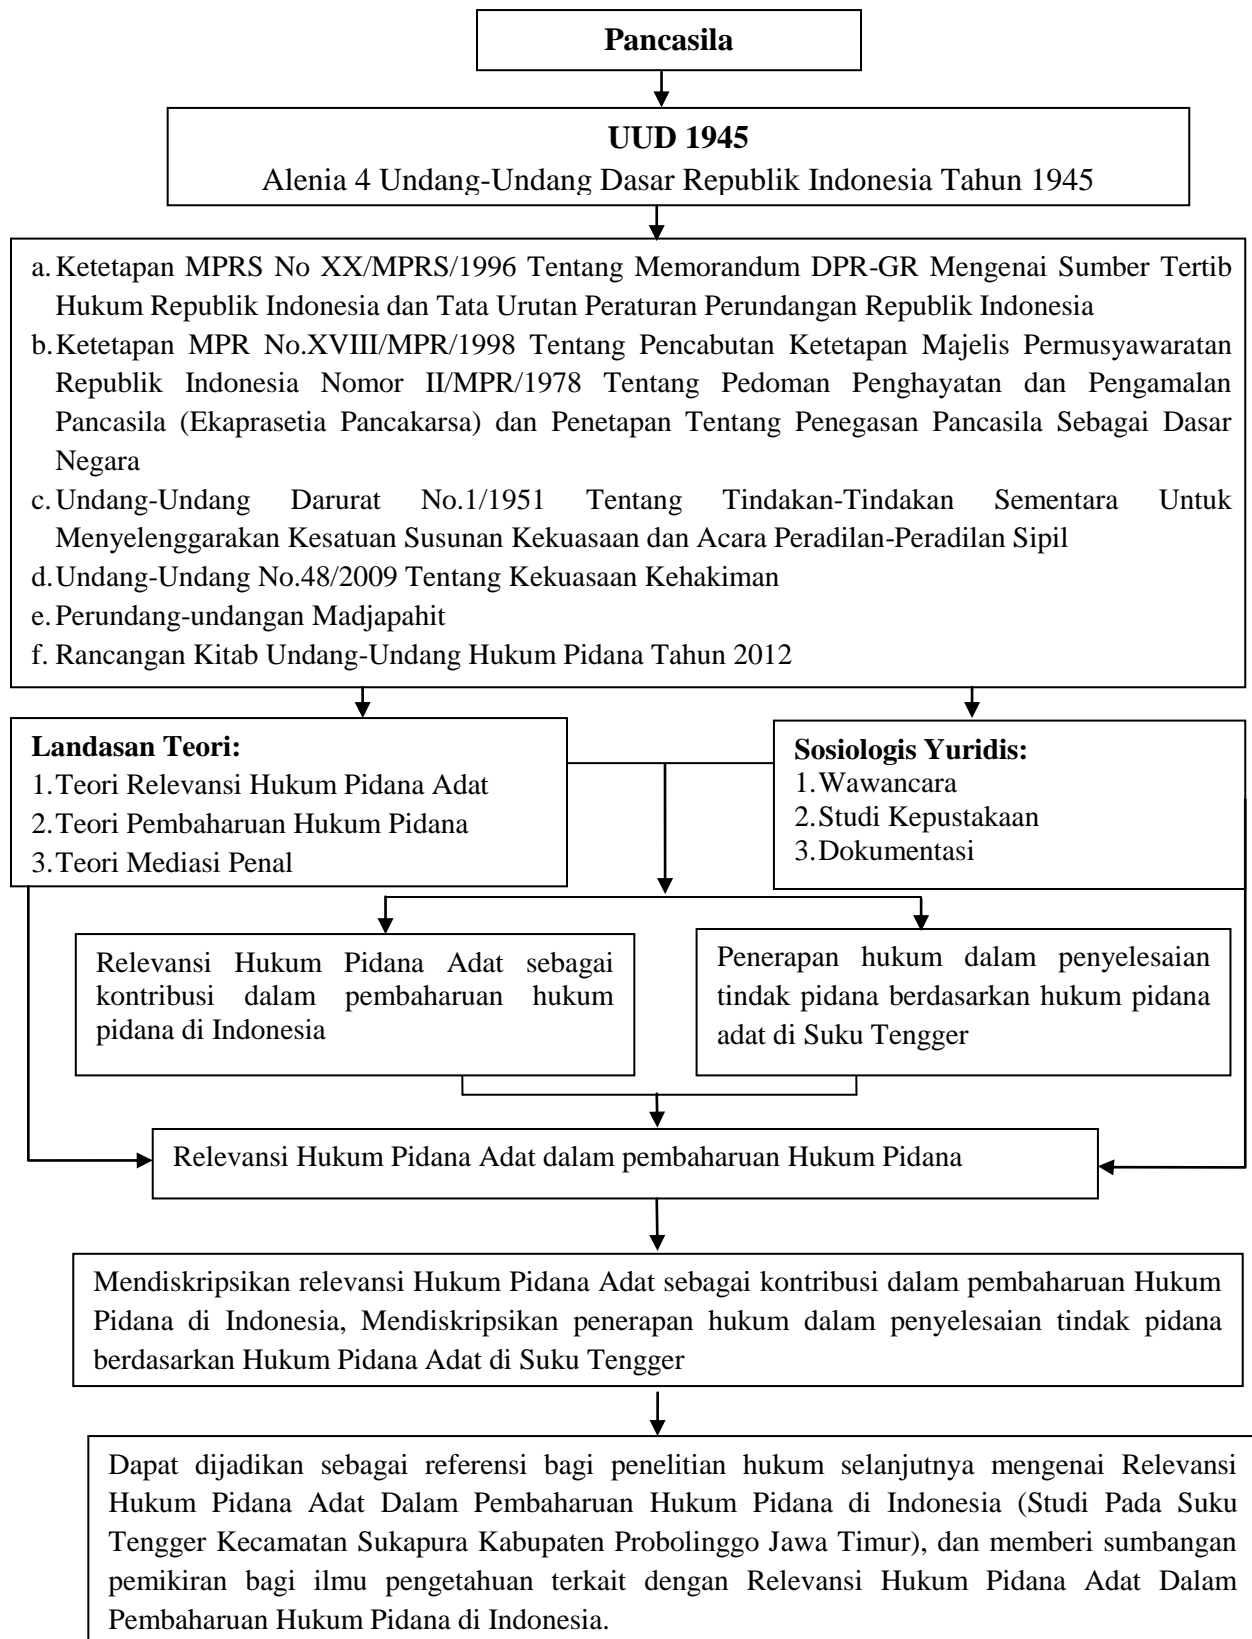 Pancasila
UUD 1945
Alenia 4 Undang-Undang Dasar Republik Indonesia Tahun 1945
a. Ketetapan MPRS No XX/MPRS/1996 Tentang Memorandum DPR-GR Mengenai Sumber Tertib
Hukum Republik Indonesia dan Tata Urutan Peraturan Perundangan Republik Indonesia
b. Ketetapan MPR No.XVIII/MPR/1998 Tentang Pencabutan Ketetapan Majelis Permusyawaratan
Republik Indonesia Nomor II/MPR/1978 Tentang Pedoman Penghayatan dan Pengamalan
Pancasila (Ekaprasetia Pancakarsa) dan Penetapan Tentang Penegasan Pancasila Sebagai Dasar
Negara
c. Undang-Undang Darurat No.1/1951 Tentang Tindakan-Tindakan Sementara Untuk
Menyelenggarakan Kesatuan Susunan Kekuasaan dan Acara Peradilan-Peradilan Sipil
d. Undang-Undang No.48/2009 Tentang Kekuasaan Kehakiman
e. Perundang-undangan Madjapahit
f. Rancangan Kitab Undang-Undang Hukum Pidana Tahun 2012
Landasan Teori:
1. Teori Relevansi Hukum Pidana Adat
2. Teori Pembaharuan Hukum Pidana
3. Teori Mediasi Penal
Sosiologis Yuridis:
1. Wawancara
2. Studi Kepustakaan
3. Dokumentasi
Relevansi Hukum Pidana Adat sebagai
kontribusi dalam pembaharuan hukum
pidana di Indonesia
Penerapan hukum dalam penyelesaian
tindak pidana berdasarkan hukum pidana
adat di Suku Tengger
Relevansi Hukum Pidana Adat dalam pembaharuan Hukum Pidana
Mendiskripsikan relevansi Hukum Pidana Adat sebagai kontribusi dalam pembaharuan Hukum
Pidana di Indonesia, Mendiskripsikan penerapan hukum dalam penyelesaian tindak pidana
berdasarkan Hukum Pidana Adat di Suku Tengger
Dapat dijadikan sebagai referensi bagi penelitian hukum selanjutnya mengenai Relevansi
Hukum Pidana Adat Dalam Pembaharuan Hukum Pidana di Indonesia (Studi Pada Suku
Tengger Kecamatan Sukapura Kabupaten Probolinggo Jawa Timur), dan memberi sumbangan
pemikiran bagi ilmu pengetahuan terkait dengan Relevansi Hukum Pidana Adat Dalam
Pembaharuan Hukum Pidana di Indonesia.